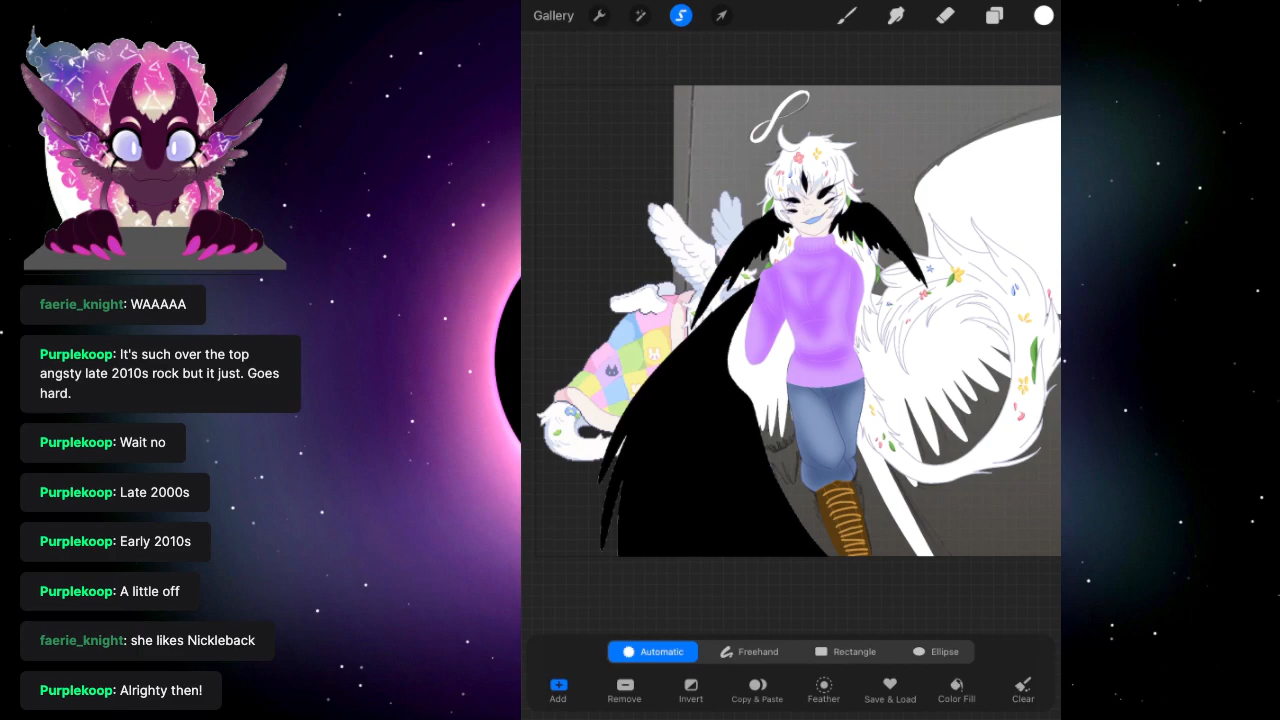 Gallery
faerie_knight: WAAAAA
Purplekoop: It's such over the top
angsty late 2010s rock but it just. Goes
hard.
Purplekoop: Wait no
Purplekoop: Late 2000s
Purplekoop: Early 2010s
Purplekoop: A little off
faerie_knight: she likes Nickleback
Purplekoop: Alrighty then!
Automatic
Freehand
Rectangle
Ellipse
Add
Remove
Invert
Copy & Paste
Feather
Save & Load
Color Fill
Clear